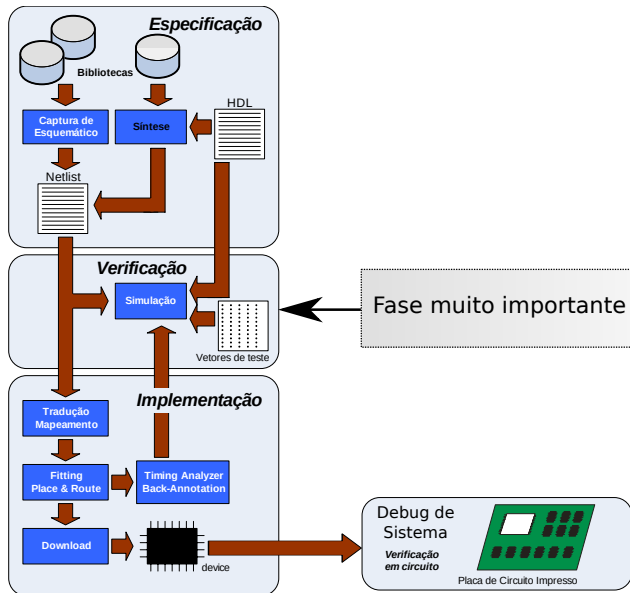 Especificação
Bibliotecas
HDL
Captura de
Esquemático
Síntese
Netlist
Verificação
Simulação
Vetores de teste
Fase muito importante
Implementação
Tradução
Mapeamento
Fitting
Place & Route
Timing Analyzer
Back-Annotation
Download
device
Debug de
Sistema
Verificação
em circuito
Placa de Circuito Impresso